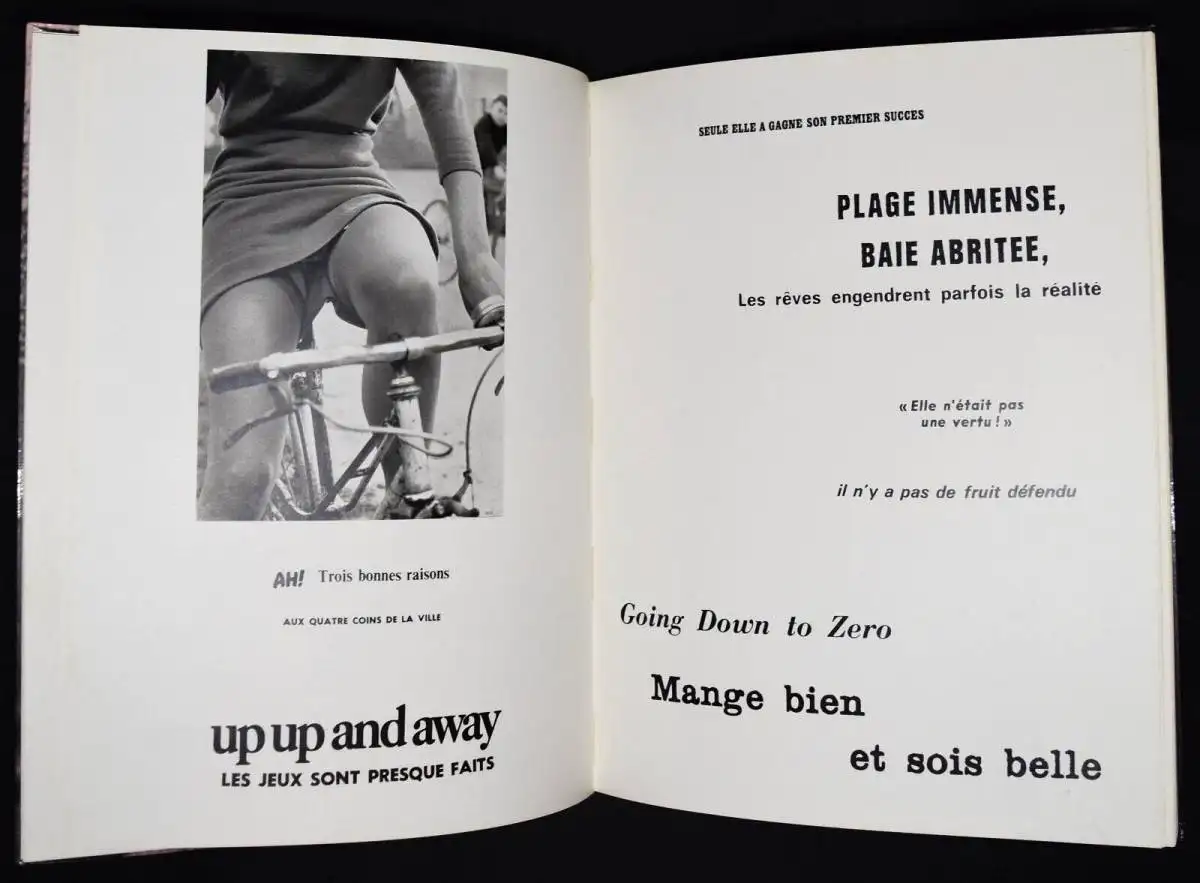 AH! Trois bonnes raisons
AUX QUATRE COINS DE LA VILLE
up up and away
LES JEUX SONT PRESQUE FAITS
SEULE ELLE A GAGNE SON PREMIER SUCCES
PLAGE IMMENSE,
BAIE ABRITEE,
Les rêves engendrent parfois la réalité
« Elle n'était pas
une vertu ! »
il n'y a pas de fruit défendu
Going Down to Zero
Mange bien
et sois belle